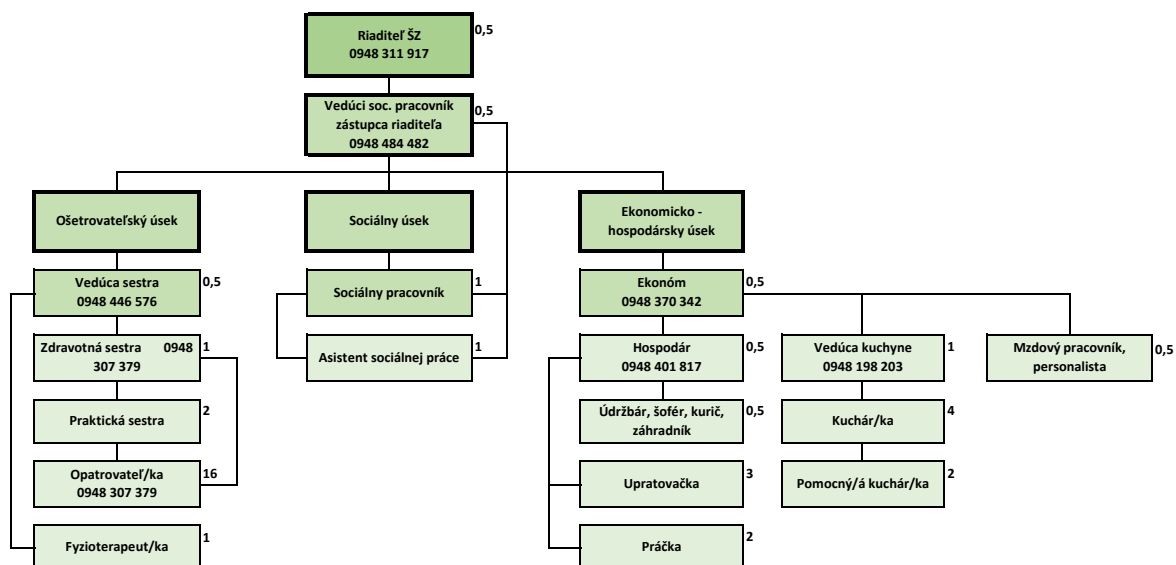 Riaditeľ ŠZ
0948 311 917
0,5
Vedúci soc. pracovník
zástupca riaditeľa
0948 484 482
0,5
Ošetrovateľský úsek
Sociálny úsek
Ekonomicko -
hospodársky úsek
Vedúca sestra
0948 446 576
0,5
Sociálny pracovník
1
Ekonóm
0948 370 342
0,5
Zdravotná sestra 0948
307 379
1
Asistent sociálnej práce
1
Hospodár
0948 401 817
0,5
Vedúca kuchyne
0948 198 203
1
Mzdový pracovník,
personalista
0,5
Praktická sestra
2
Údržbár, šofér, kurič,
záhradník
0,5
Kuchár/ka
4
Opatrovateľ/ka
0948 307 379
16
Upratovačka
3
Pomocný/á kuchár/ka
2
Fyzioterapeut/ka
1
Práčka
2